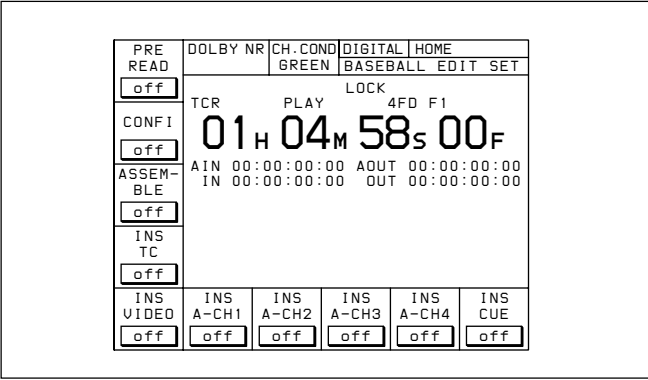 PRE READ
off
DOLBY NR
CH.COND
GREEN
DIGITAL
HOME
BASEBALL EDIT SET
LOCK
TCR PLAY 4FD F1
01H 04M 58S 00F
AIN 00:00:00:00 AOUT 00:00:00:00
IN 00:00:00:00 OUT 00:00:00:00
CONFI
off
ASSEM-
BLE
off
INS
TC
off
INS
VIDEO
off
INS
A-CH1
off
INS
A-CH2
off
INS
A-CH3
off
INS
A-CH4
off
INS
CUE
off